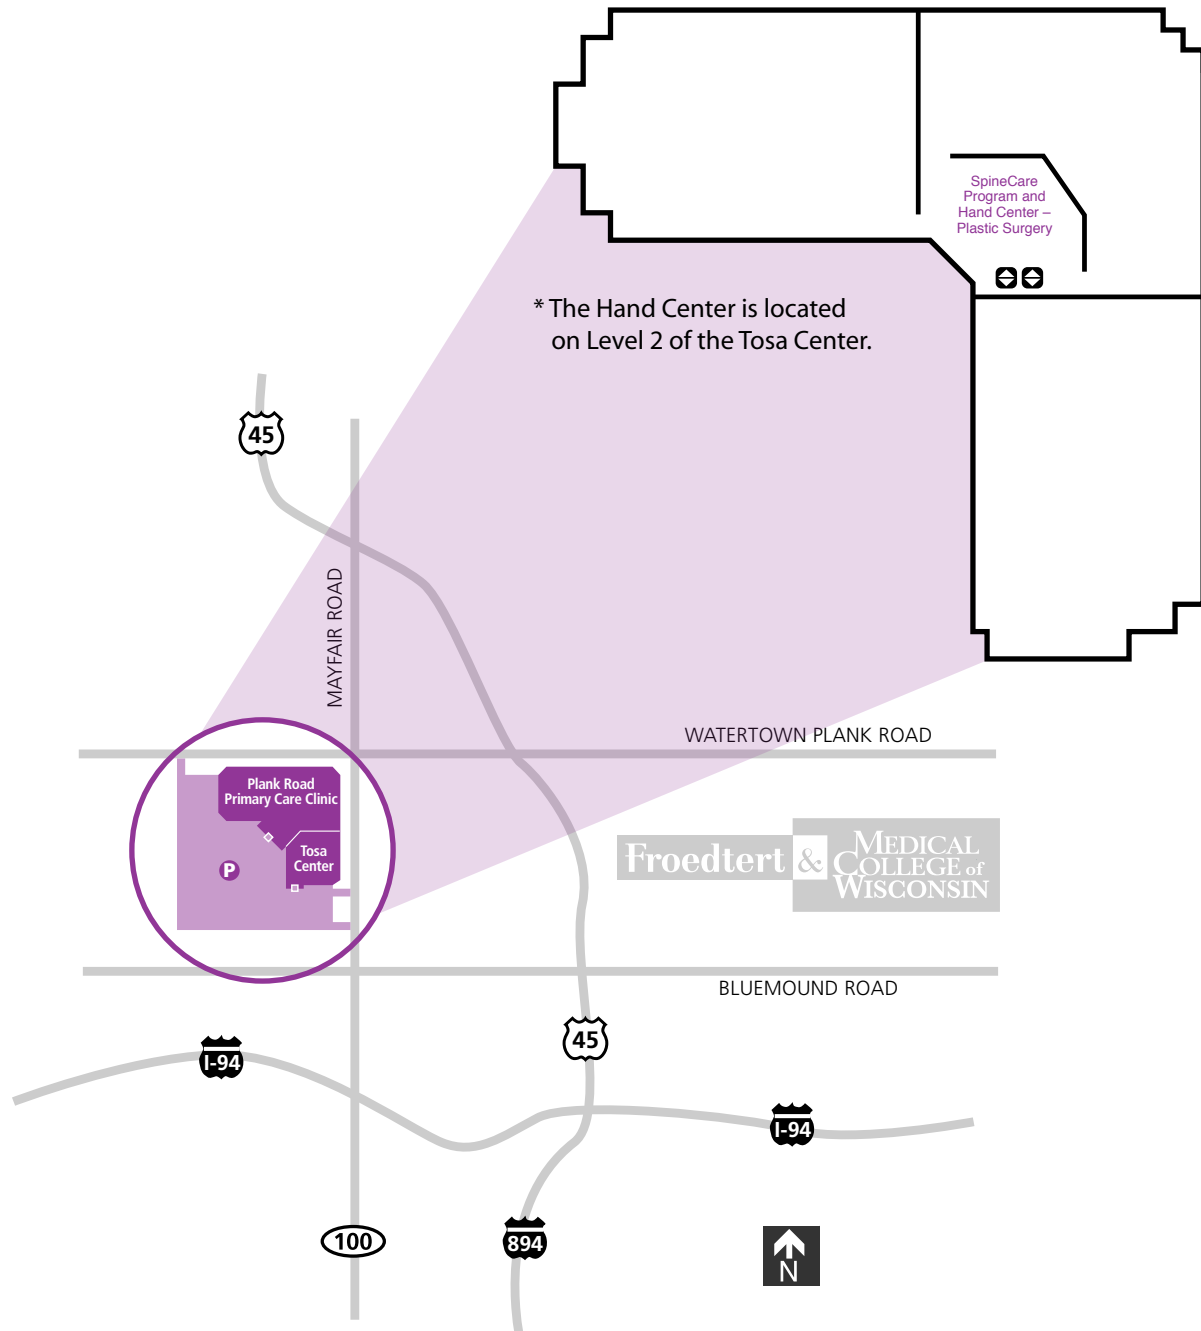 SpineCare
Program and
Hand Center –
Plastic Surgery
* The Hand Center is located
on Level 2 of the Tosa Center.
45
MAYFAIR ROAD
WATERTOWN PLANK ROAD
Plank Road
Primary Care Clinic
Tosa
Center
P
Froedtert & MEDICAL
COLLEGE of
WISCONSIN
BLUEMOUND ROAD
45
I-94
I-94
100
894
N